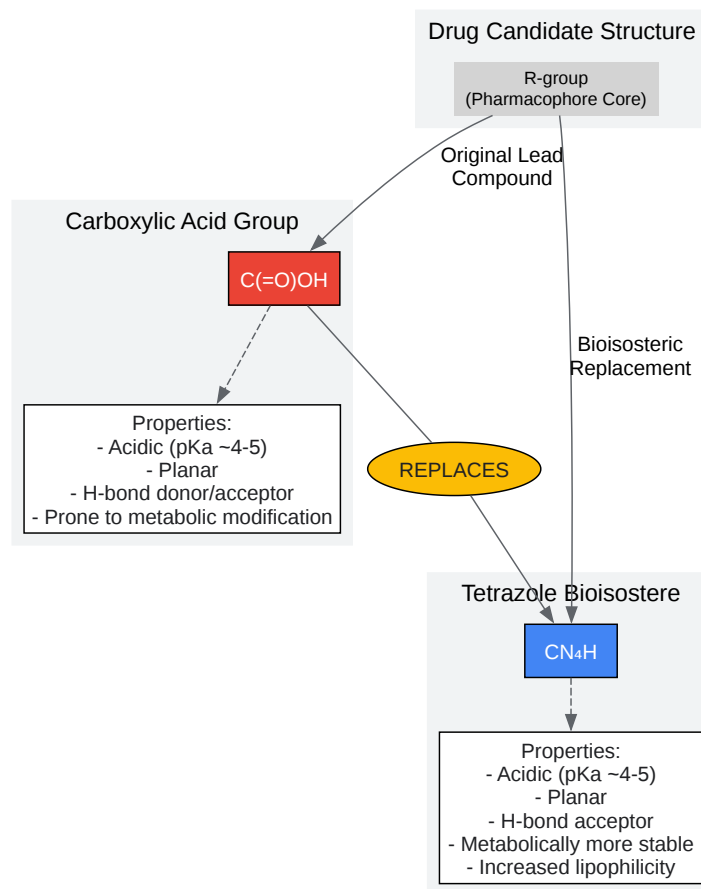 Drug Candidate Structure
R-group
(Pharmacophore Core)
Original Lead
Compound
Carboxylic Acid Group
C(=O)OH
Bioisosteric
Replacement
Properties:
- Acidic (pKa ~4-5)
- Planar
- H-bond donor/acceptor
- Prone to metabolic modification
REPLACES
Tetrazole Bioisostere
CN₄H
Properties:
- Acidic (pKa ~4-5)
- Planar
- H-bond acceptor
- Metabolically more stable
- Increased lipophilicity